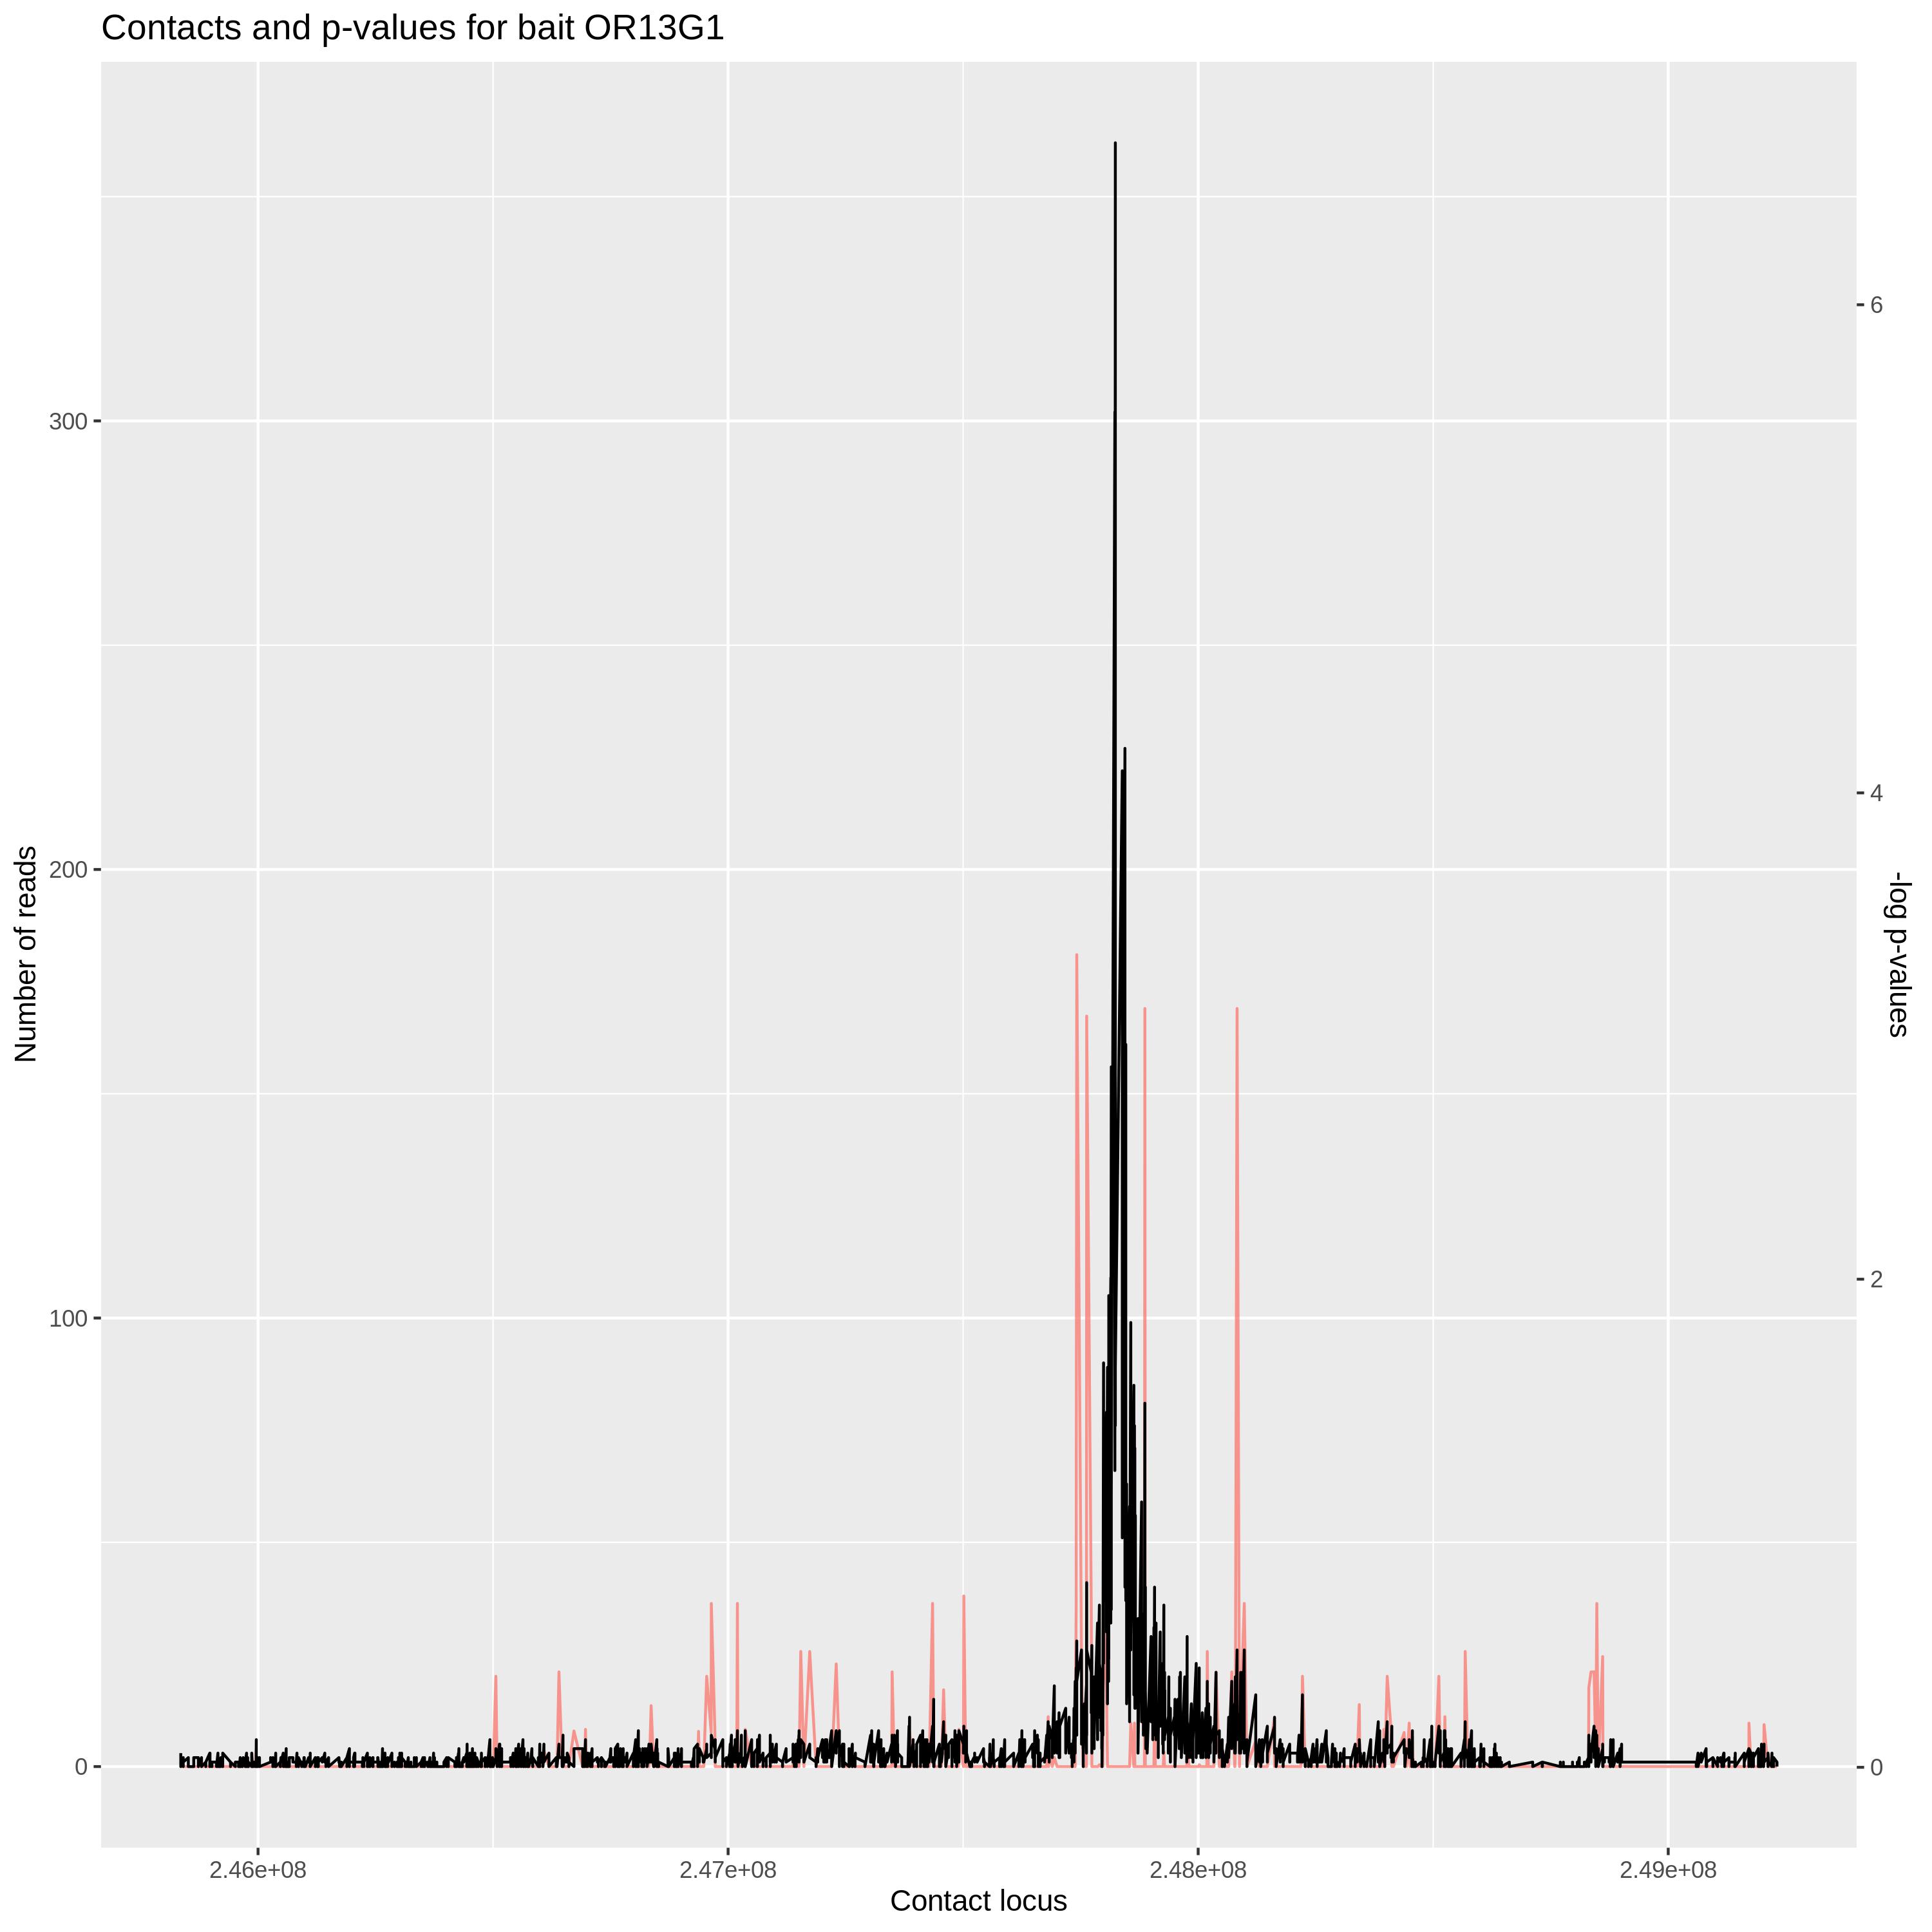 Contacts and p-values for bait OR13G1
Number of reads
300
200
100
0
6
4
2
0
-log p-values
2.46e+08
2.47e+08
2.48e+08
2.49e+08
Contact locus